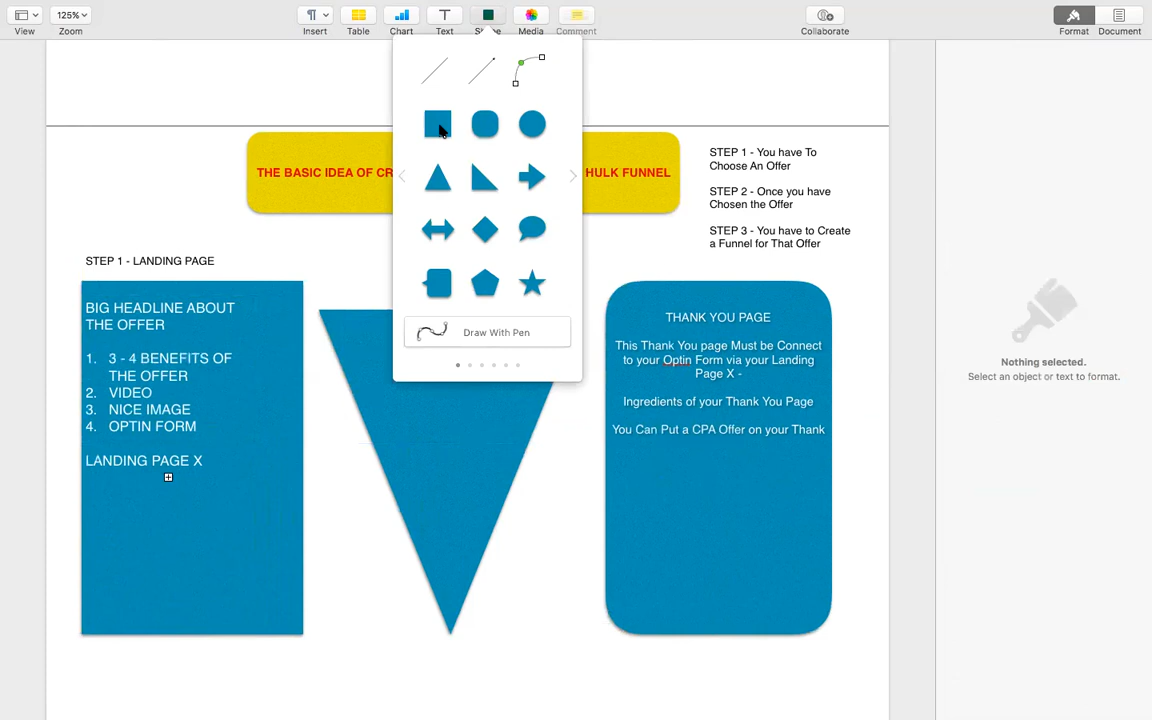 125%
View
Zoom
Insert
Table
Chart
Text
Media
Comment
Collaborate
Format
Document
THE BASIC IDEA OF
HULK FUNNEL
STEP 1 - You have To
Choose An Offer
STEP 2 - Once you have
Chosen the Offer
STEP 3 - You have to Create
a Funnel for That Offer
STEP 1 - LANDING PAGE
BIG HEADLINE ABOUT
THE OFFER
1. 3 - 4 BENEFITS OF
THE OFFER
2. VIDEO
3. NICE IMAGE
4. OPTIN FORM
LANDING PAGE X
Draw With Pen
THANK YOU PAGE
This Thank You page Must be Connect
to your Optin Form via your Landing
Page X -
Ingredients of your Thank You Page
You Can Put a CPA Offer on your Thank
Nothing selected.
Select an object or text to format.